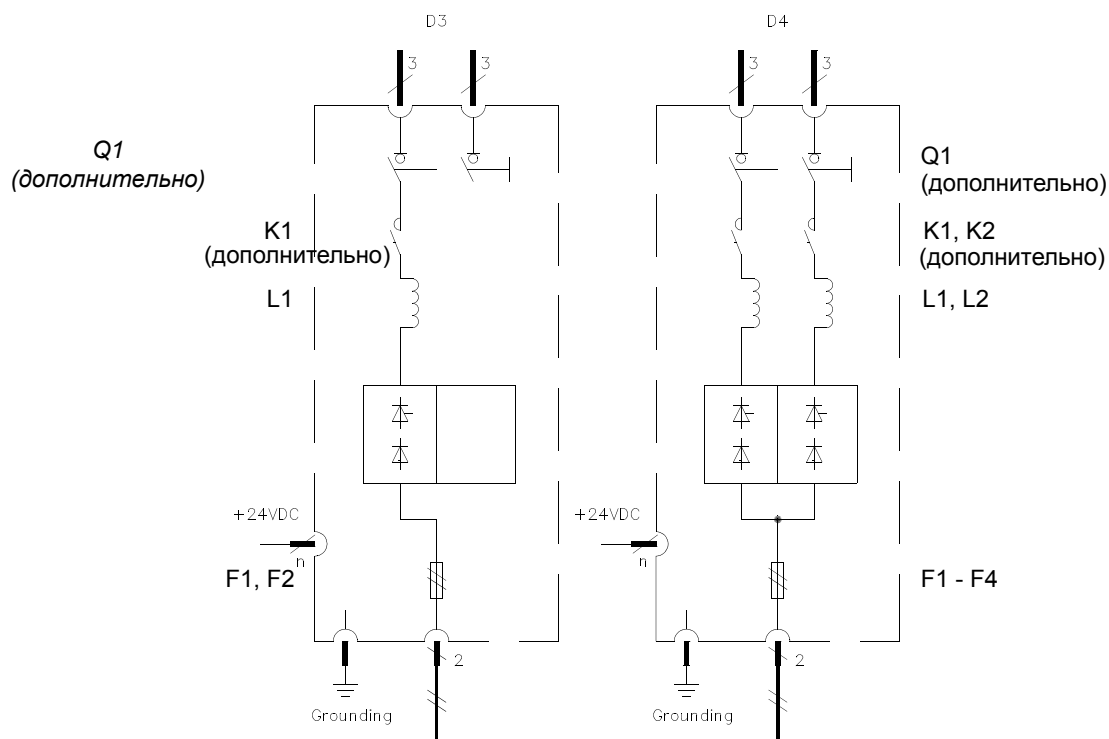 D3
D4
3
3
3
3
Q1
(дополнительно)
Q1
(дополнительно)
K1
(дополнительно)
K1, K2
(дополнительно)
L1
L1, L2
+24VDC
+24VDC
n
n
F1, F2
F1 - F4
2
2
Grounding
Grounding